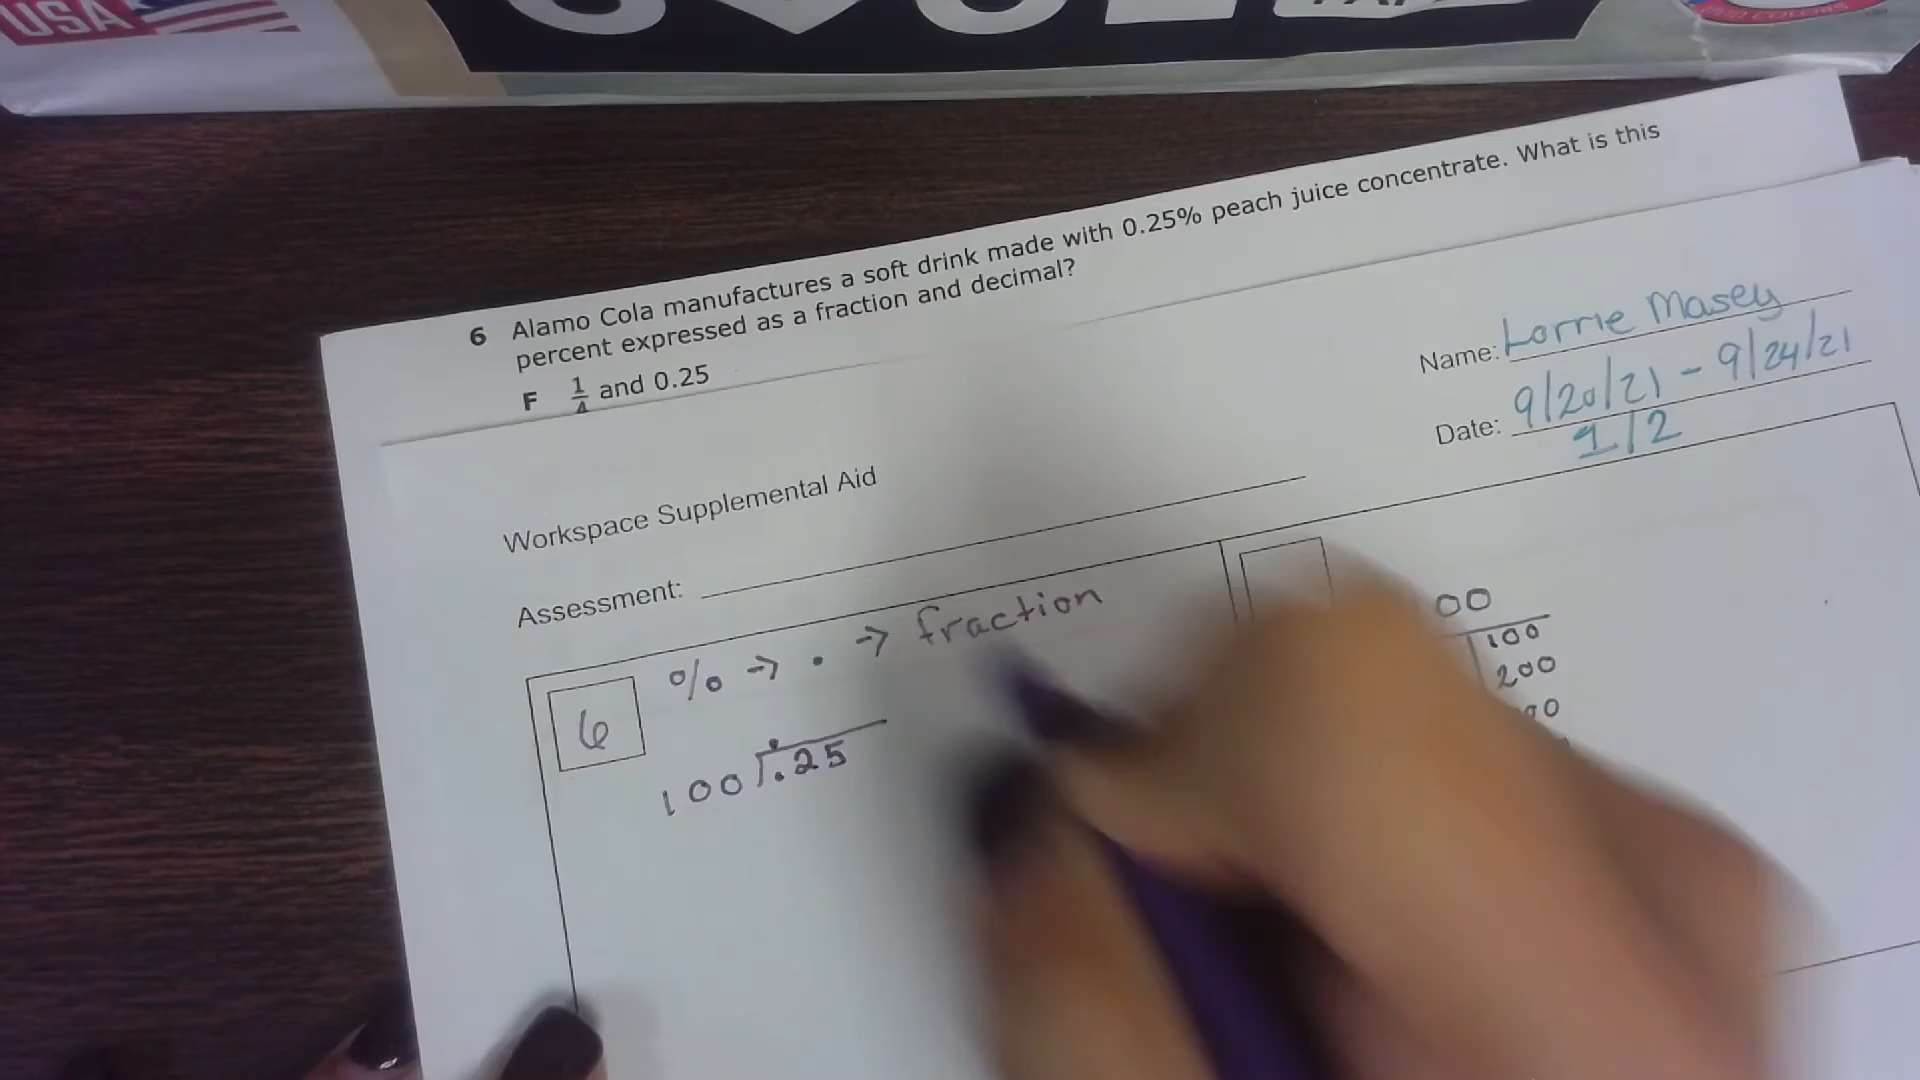 USA
6 Alamo Cola manufactures a soft drink made with 0.25% peach juice concentrate. What is this
percent expressed as a fraction and decimal?
F 1/4 and 0.25
Name: Lorrie Masey
Date: 9/20/21 - 9/24/21
1/2
Workspace Supplemental Aid
Assessment:
6 % → . → fraction
100 .25
00
100
200